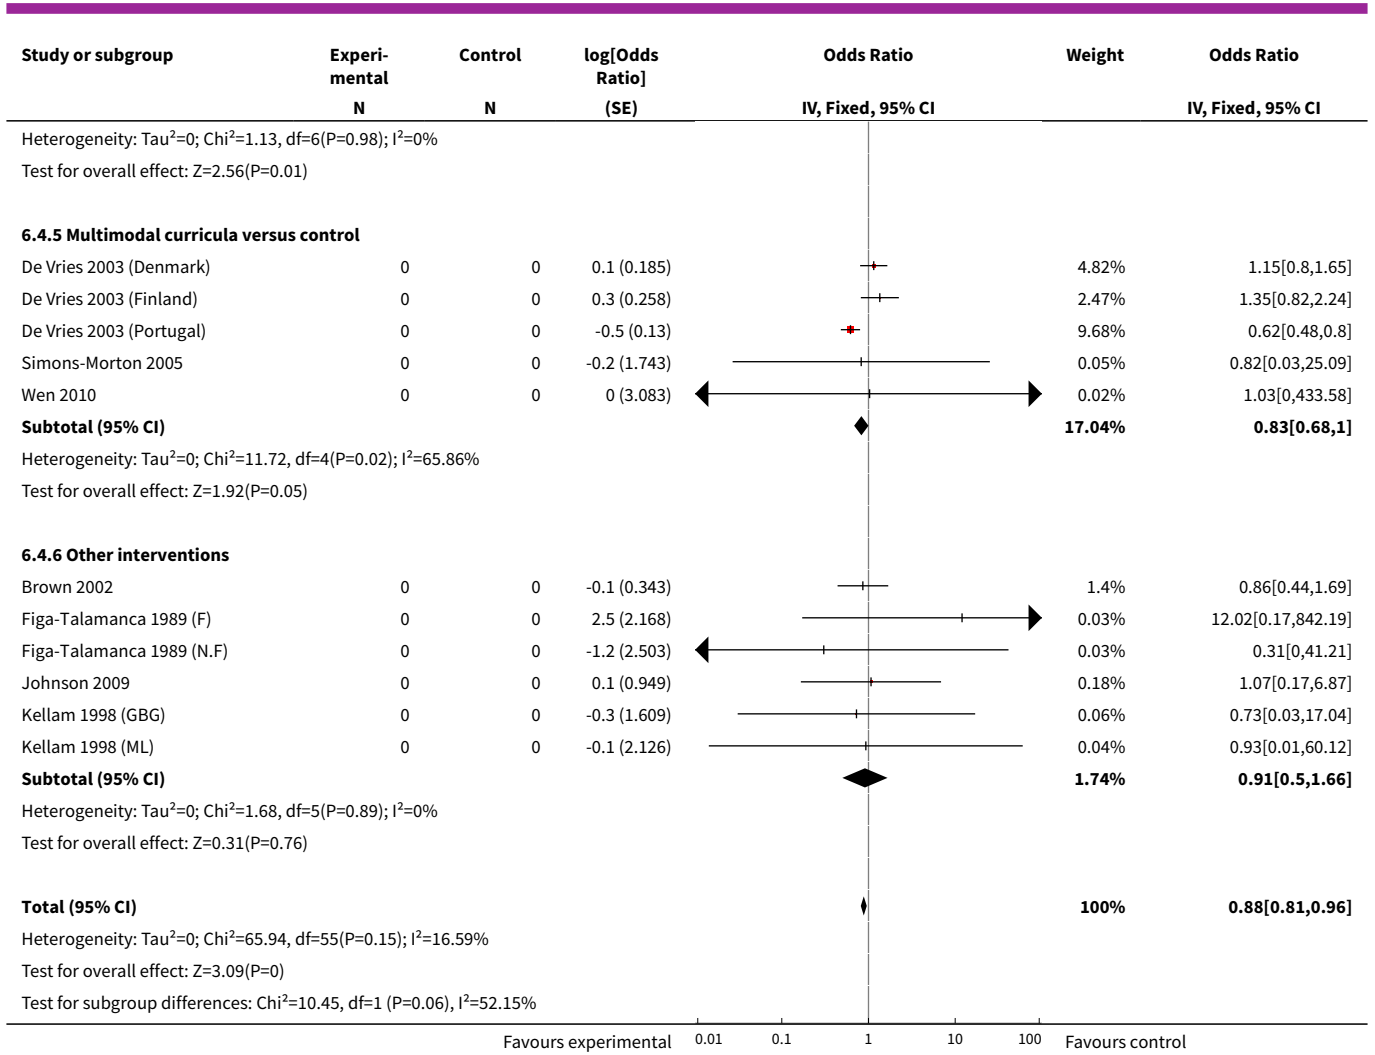 Study or subgroup Experi- Control log[Odds Odds Ratio Weight Odds Ratio
mental Ratio]
N N (SE) IV, Fixed, 95% CI IV, Fixed, 95% CI
Heterogeneity: Tau²=0; Chi²=1.13, df=6(P=0.98); I²=0%
Test for overall effect: Z=2.56(P=0.01)
6.4.5 Multimodal curricula versus control
De Vries 2003 (Denmark) 0 0 0.1 (0.185) 4.82% 1.15[0.8,1.65]
De Vries 2003 (Finland) 0 0 0.3 (0.258) 2.47% 1.35[0.82,2.24]
De Vries 2003 (Portugal) 0 0 -0.5 (0.13) 9.68% 0.62[0.48,0.8]
Simons-Morton 2005 0 0 -0.2 (1.743) 0.05% 0.82[0.03,25.09]
Wen 2010 0 0 0 (3.083) 0.02% 1.03[0,433.58]
Subtotal (95% CI) 17.04% 0.83[0.68,1]
Heterogeneity: Tau²=0; Chi²=11.72, df=4(P=0.02); I²=65.86%
Test for overall effect: Z=1.92(P=0.05)
6.4.6 Other interventions
Brown 2002 0 0 -0.1 (0.343) 1.4% 0.86[0.44,1.69]
Figa-Talamanca 1989 (F) 0 0 2.5 (2.168) 0.03% 12.02[0.17,842.19]
Figa-Talamanca 1989 (N.F) 0 0 -1.2 (2.503) 0.03% 0.31[0,41.21]
Johnson 2009 0 0 0.1 (0.949) 0.18% 1.07[0.17,6.87]
Kellam 1998 (GBG) 0 0 -0.3 (1.609) 0.06% 0.73[0.03,17.04]
Kellam 1998 (ML) 0 0 -0.1 (2.126) 0.04% 0.93[0.01,60.12]
Subtotal (95% CI) 1.74% 0.91[0.5,1.66]
Heterogeneity: Tau²=0; Chi²=1.68, df=5(P=0.89); I²=0%
Test for overall effect: Z=0.31(P=0.76)
Total (95% CI) 100% 0.88[0.81,0.96]
Heterogeneity: Tau²=0; Chi²=65.94, df=55(P=0.15); I²=16.59%
Test for overall effect: Z=3.09(P=0)
Test for subgroup differences: Chi²=10.45, df=1 (P=0.06), I²=52.15%
Favours experimental 0.01 0.1 1 10 100 Favours control